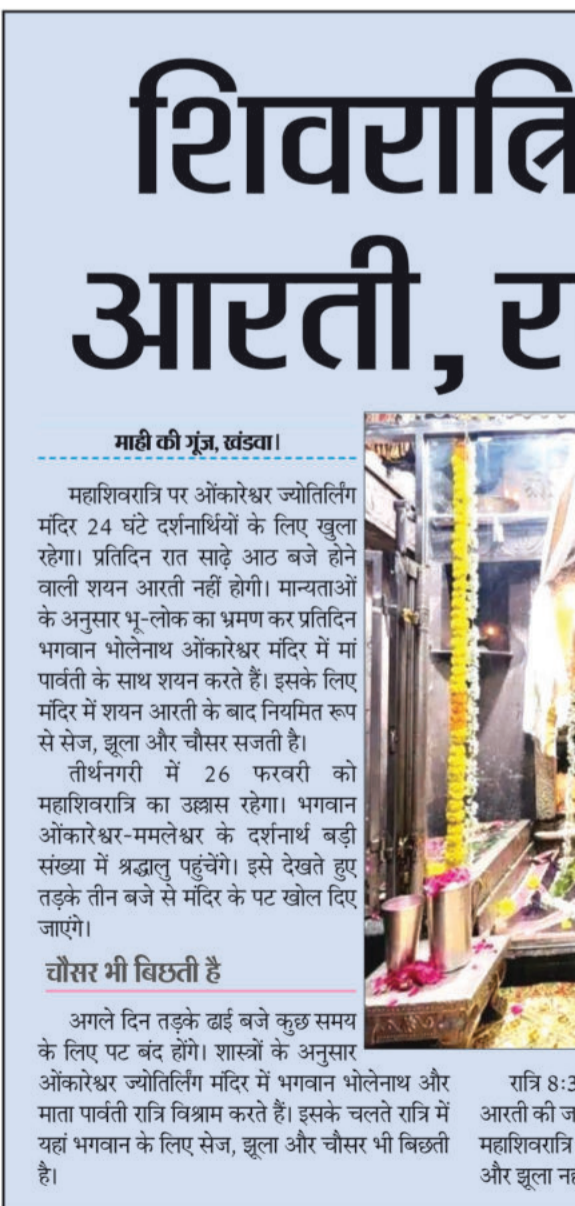 शिवरात्रि
आरती, र
माही की गूंज, खंडवा।
महाशिवरात्रि पर ओंकारेश्वर ज्योतिर्लिंग
मंदिर 24 घंटे दर्शनार्थियों के लिए खुला
रहेगा। प्रतिदिन रात साढ़े आठ बजे होने
वाली शयन आरती नहीं होगी। मान्यताओं
के अनुसार भू-लोक का भ्रमण कर प्रतिदिन
भगवान भोलेनाथ ओंकारेश्वर मंदिर में मां
पार्वती के साथ शयन करते हैं। इसके लिए
मंदिर में शयन आरती के बाद नियमित रूप
से सेज, झूला और चौसर सजती है।
तीर्थनगरी में 26 फरवरी को
महाशिवरात्रि का उल्लास रहेगा। भगवान
ओंकारेश्वर-ममलेश्वर के दर्शनार्थ बड़ी
संख्या में श्रद्धालु पहुंचेंगे। इसे देखते हुए
तड़के तीन बजे से मंदिर के पट खोल दिए
जाएंगे।
चौसर भी बिछती है
अगले दिन तड़के ढाई बजे कुछ समय
के लिए पट बंद होंगे। शास्त्रों के अनुसार
ओंकारेश्वर ज्योतिर्लिंग मंदिर में भगवान भोलेनाथ और
माता पार्वती रात्रि विश्राम करते हैं। इसके चलते रात्रि में
यहां भगवान के लिए सेज, झूला और चौसर भी बिछती
है।
रात्रि 8:3
आरती की ज
महाशिवरात्रि
और झूला नह